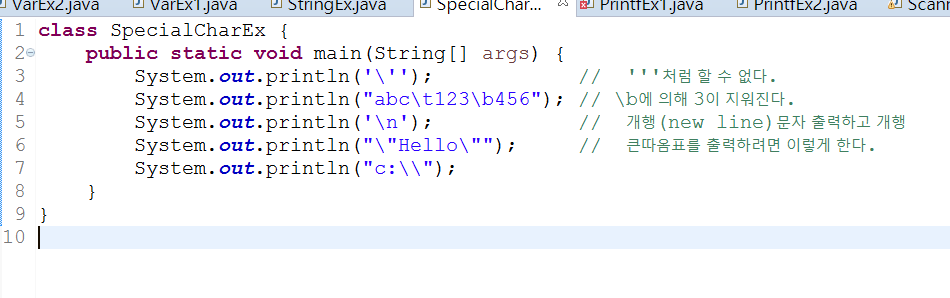 VarEx2.java VarEx1.java StringEx.java SpecialChar... PrintfEx1.java PrintfEx2.java
1 class SpecialCharEx {
2 public static void main(String[] args) {
3 System.out.println('\''); // '''처럼 할 수 없다.
4 System.out.println("abc\t123\b456"); // \b에 의해 3이 지워진다.
5 System.out.println('\n'); // 개행(new line)문자 출력하고 개행
6 System.out.println("\"Hello\""); // 큰따옴표를 출력하려면 이렇게 한다.
7 System.out.println("c:\\");
8 }
9 }
10